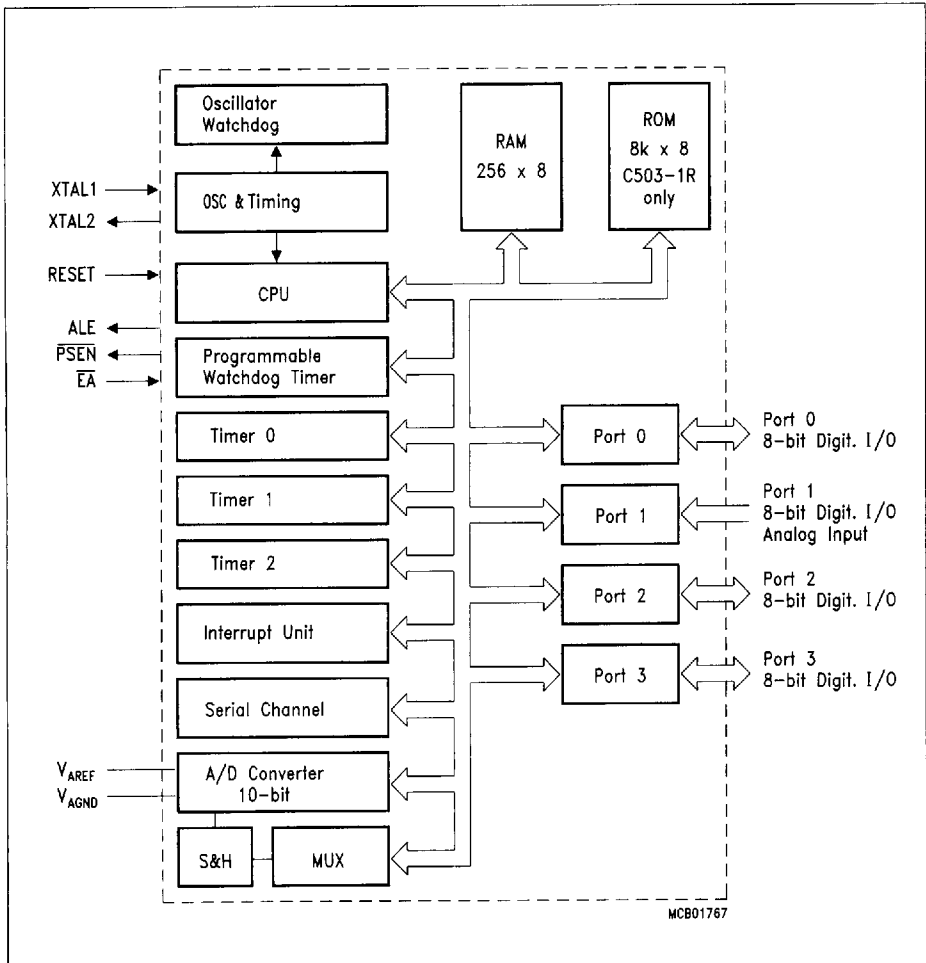 Oscillator
Watchdog
OSC & Timing
CPU
Programmable
Watchdog Timer
Timer 0
Timer 1
Timer 2
Interrupt Unit
Serial Channel
A/D Converter
10-bit
S&H
MUX
RAM
256 x 8
ROM
8k x 8
C503-1R
only
XTAL1
XTAL2
RESET
ALE
PSEN
EA
VAREF
VAGND
Port 0
Port 1
Port 2
Port 3
Port 0
8-bit Digit. I/O
Port 1
8-bit Digit. I/O
Analog Input
Port 2
8-bit Digit. I/O
Port 3
8-bit Digit. I/O
MCB01767